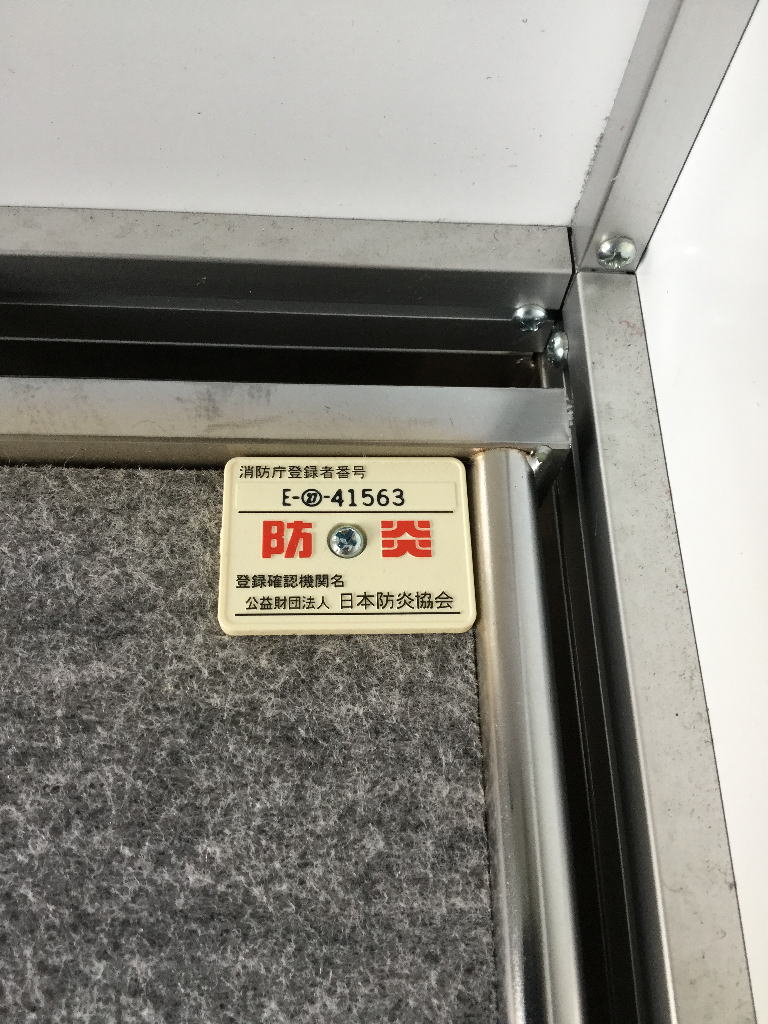 消防庁登録者番号
E-㉗-41563
防炎
登録確認機関名
公益財団法人 日本防炎協会